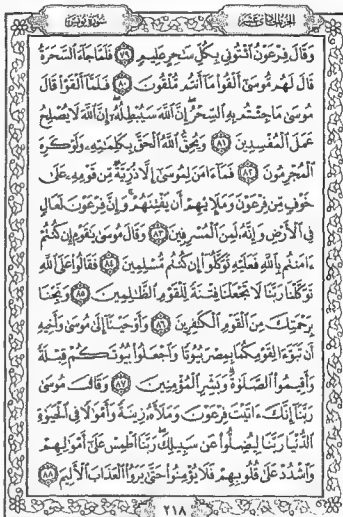 الجزء الحادي عشر
سورة يونس
وَقَالَ فِرْعَوْنُ ٱئْتُونِى بِكُلِّ سَٰحِرٍ عَلِيمٍ ۝٧٩ فَلَمَّا جَآءَ ٱلسَّحَرَةُ
قَالَ لَهُم مُّوسَىٰٓ أَلْقُوا۟ مَآ أَنتُم مُّلْقُونَ ۝٨٠ فَلَمَّآ أَلْقَوْا۟ قَالَ
مُوسَىٰ مَا جِئْتُم بِهِ ٱلسِّحْرُ إِنَّ ٱللَّهَ سَيُبْطِلُهُۥٓ إِنَّ ٱللَّهَ لَا يُصْلِحُ
عَمَلَ ٱلْمُفْسِدِينَ ۝٨١ وَيُحِقُّ ٱللَّهُ ٱلْحَقَّ بِكَلِمَٰتِهِۦ وَلَوْ كَرِهَ
ٱلْمُجْرِمُونَ ۝٨٢ فَمَآ ءَامَنَ لِمُوسَىٰٓ إِلَّا ذُرِّيَّةٌ مِّن قَوْمِهِۦ عَلَىٰ
خَوْفٍ مِّن فِرْعَوْنَ وَمَلَإِي۟هِمْ أَن يَفْتِنَهُمْ وَإِنَّ فِرْعَوْنَ لَعَالٍ
فِى ٱلْأَرْضِ وَإِنَّهُۥ لَمِنَ ٱلْمُسْرِفِينَ ۝٨٣ وَقَالَ مُوسَىٰ يَٰقَوْمِ إِن كُنتُمْ
ءَامَنتُم بِٱللَّهِ فَعَلَيْهِ تَوَكَّلُوٓا۟ إِن كُنتُم مُّسْلِمِينَ ۝٨٤ فَقَالُوا۟ عَلَى ٱللَّهِ
تَوَكَّلْنَا رَبَّنَا لَا تَجْعَلْنَا فِتْنَةً لِّلْقَوْمِ ٱلظَّٰلِمِينَ ۝٨٥ وَنَجِّنَا
بِرَحْمَتِكَ مِنَ ٱلْقَوْمِ ٱلْكَٰفِرِينَ ۝٨٦ وَأَوْحَيْنَآ إِلَىٰ مُوسَىٰ وَأَخِيهِ
أَن تَبَوَّءَا لِقَوْمِكُمَا بِمِصْرَ بُيُوتًا وَٱجْعَلُوا۟ بُيُوتَكُمْ قِبْلَةً
وَأَقِيمُوا۟ ٱلصَّلَوٰةَ وَبَشِّرِ ٱلْمُؤْمِنِينَ ۝٨٧ وَقَالَ مُوسَىٰ
رَبَّنَآ إِنَّكَ ءَاتَيْتَ فِرْعَوْنَ وَمَلَأَهُۥ زِينَةً وَأَمْوَٰلًا فِى ٱلْحَيَوٰةِ
ٱلدُّنْيَا رَبَّنَا لِيُضِلُّوا۟ عَن سَبِيلِكَ رَبَّنَا ٱطْمِسْ عَلَىٰٓ أَمْوَٰلِهِمْ
وَٱشْدُدْ عَلَىٰ قُلُوبِهِمْ فَلَا يُؤْمِنُوا۟ حَتَّىٰ يَرَوُا۟ ٱلْعَذَابَ ٱلْأَلِيمَ ۝٨٨
٢١٨